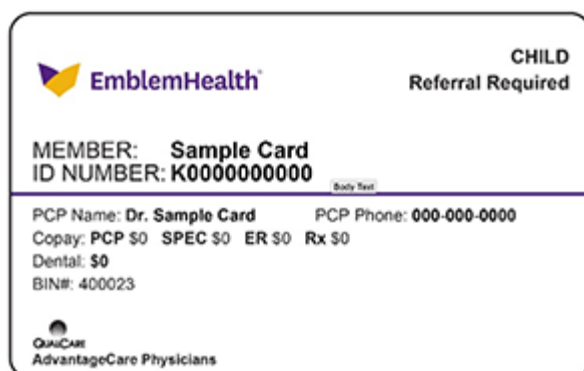 CHILD
EmblemHealth
Referral Required
MEMBER: Sample Card
ID NUMBER: K0000000000
Body Text
PCP Name: Dr. Sample Card PCP Phone: 000-000-0000
Copay: PCP $0 SPEC $0 ER $0 Rx $0
Dental: $0
BIN#: 400023
QUALCARE
AdvantageCare Physicians